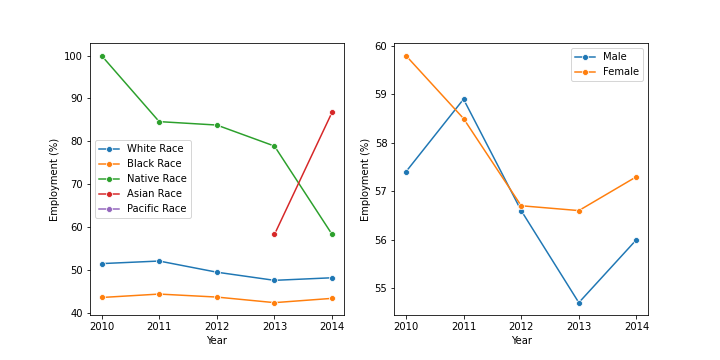 100
90
80
70
60
50
40
Employment (%)
White Race
Black Race
Native Race
Asian Race
Pacific Race
2010 2011 2012 2013 2014
Year
60
59
58
57
56
55
Employment (%)
Male
Female
2010 2011 2012 2013 2014
Year